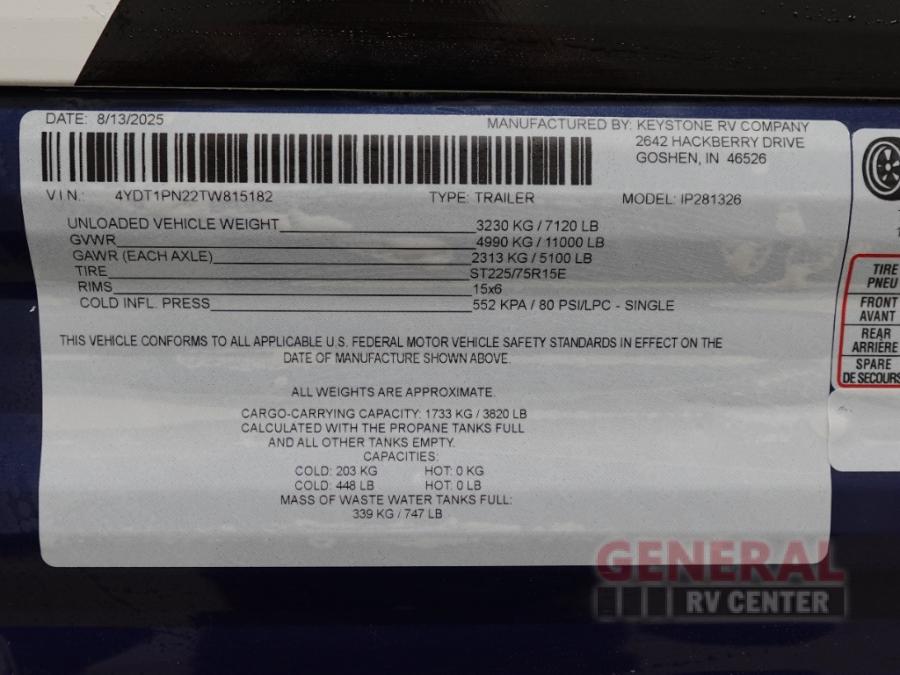 DATE: 8/13/2025
MANUFACTURED BY: KEYSTONE RV COMPANY
2642 HACKBERRY DRIVE
GOSHEN, IN 46526
VIN.: 4YDT1PN22TW815182 TYPE: TRAILER MODEL: IP281326
UNLOADED VEHICLE WEIGHT 3230 KG / 7120 LB
GVWR 4990 KG / 11000 LB
GAWR (EACH AXLE) 2313 KG / 5100 LB
TIRE ST225/75R15E
RIMS 15x6
COLD INFL. PRESS 552 KPA / 80 PSI/LPC - SINGLE
THIS VEHICLE CONFORMS TO ALL APPLICABLE U.S. FEDERAL MOTOR VEHICLE SAFETY STANDARDS IN EFFECT ON THE
DATE OF MANUFACTURE SHOWN ABOVE.
ALL WEIGHTS ARE APPROXIMATE.
CARGO-CARRYING CAPACITY: 1733 KG / 3820 LB
CALCULATED WITH THE PROPANE TANKS FULL
AND ALL OTHER TANKS EMPTY.
CAPACITIES:
COLD: 203 KG HOT: 0 KG
COLD: 448 LB HOT: 0 LB
MASS OF WASTE WATER TANKS FULL:
339 KG / 747 LB
TIRE
PNEU
FRONT
AVANT
REAR
ARRIÈRE
SPARE
DE SECOURS
GENERAL
RV CENTER